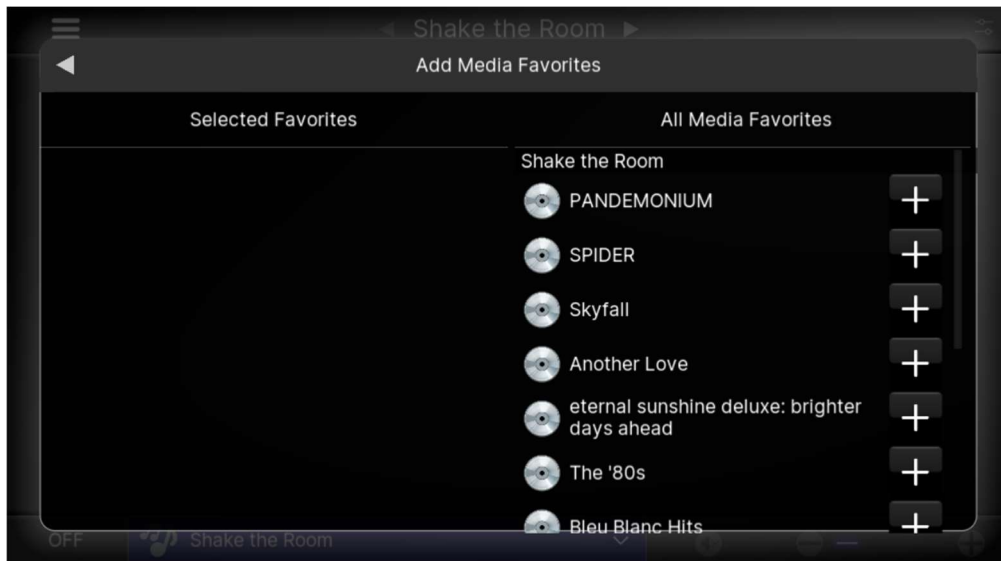 Shake the Room
Add Media Favorites
Selected Favorites
All Media Favorites
Shake the Room
PANDEMONIUM
SPIDER
Skyfall
Another Love
eternal sunshine deluxe: brighter
days ahead
The '80s
Bleu Blanc Hits
OFF
Shake the Room